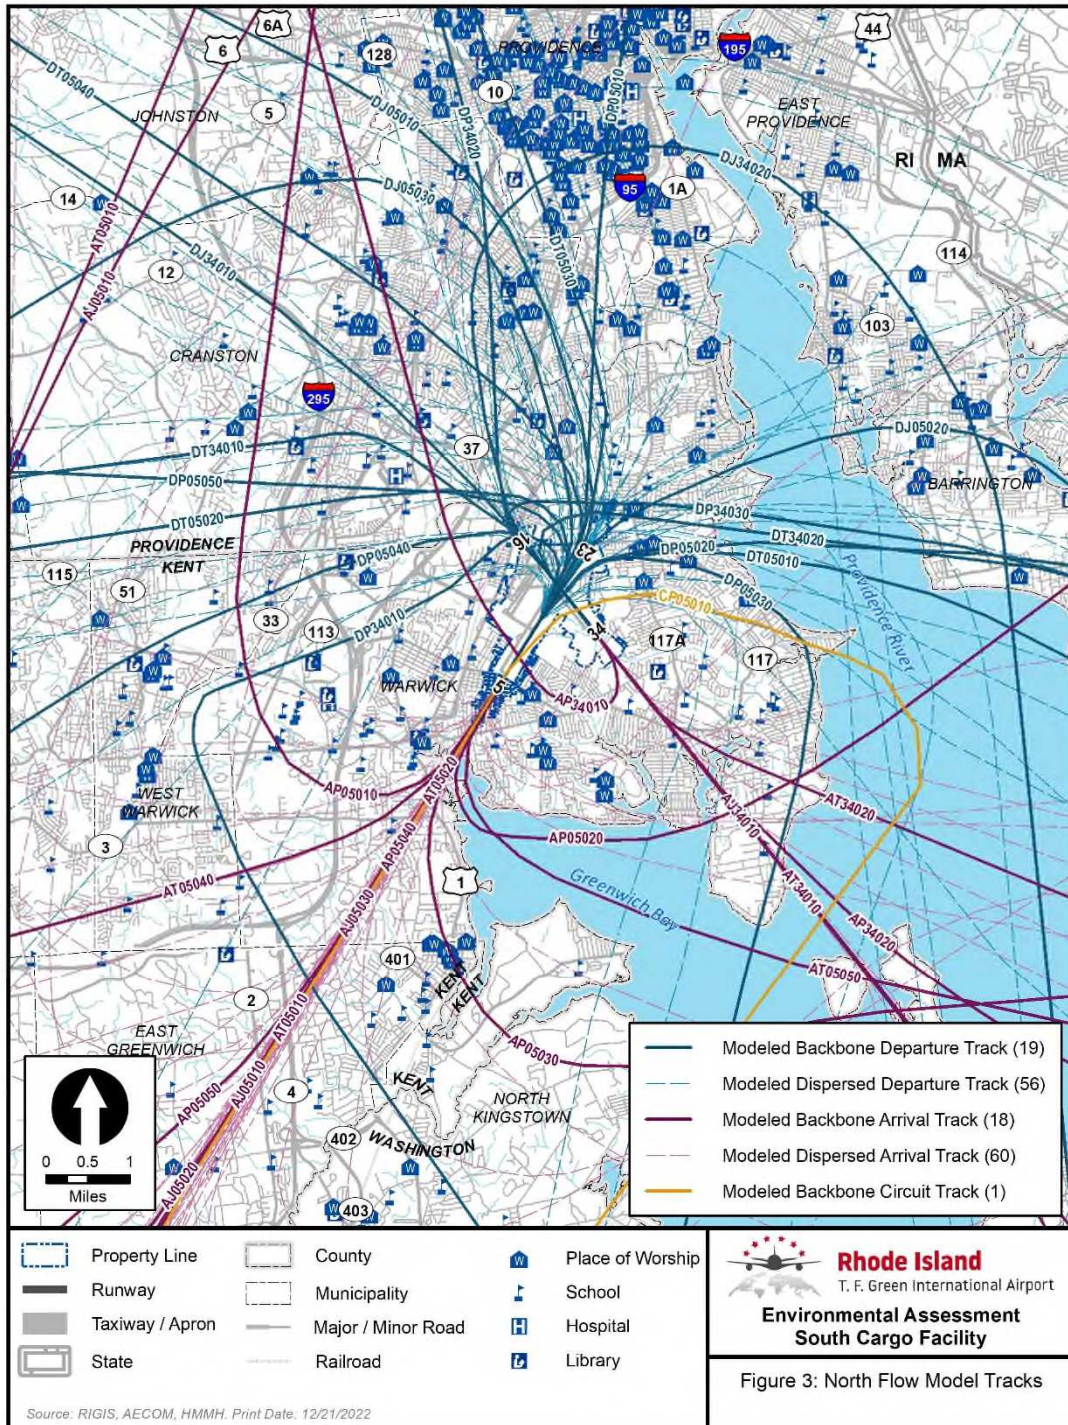 6A
44
6
128
PROVIDENCE
195
DT05040
DP05010
10
JOHNSTON
5
DJ05010
DP34020
EAST
PROVIDENCE
RI MA
DJ34020
95
1A
14
DJ05030
AT05010
DJ34010
DT05030
12
114
AJ05010
103
CRANSTON
295
37
DJ05020
DT34010
BARRINGTON
DP05050
DP34030
DT05020
16
23
DT34020
PROVIDENCE
KENT
DP05040
DP05020
DT05010
115
51
DP05030
CP05010
Providence River
33
113
DP34010
34
117A
117
WARWICK
5
AP34010
AP05010
AT05020
WEST
WARWICK
AT34020
AJ34010
AP05020
3
AP05040
AT05040
1
Greenwich Bay
AT34010
AJ05030
AP34020
401
KENT
KENT
AT05050
2
AT05010
EAST
GREENWICH
AP05030
AP05050
AJ05010
4
KENT
NORTH
KINGSTOWN
402
WASHINGTON
AJ05020
403
0 0.5 1
Miles
Modeled Backbone Departure Track (19)
Modeled Dispersed Departure Track (56)
Modeled Backbone Arrival Track (18)
Modeled Dispersed Arrival Track (60)
Modeled Backbone Circuit Track (1)
Property Line
Runway
Taxiway / Apron
State
County
Municipality
Major / Minor Road
Railroad
Place of Worship
School
Hospital
Library
Rhode Island
T. F. Green International Airport
Environmental Assessment
South Cargo Facility
Figure 3: North Flow Model Tracks
Source: RIGIS, AECOM, HMMH. Print Date: 12/21/2022